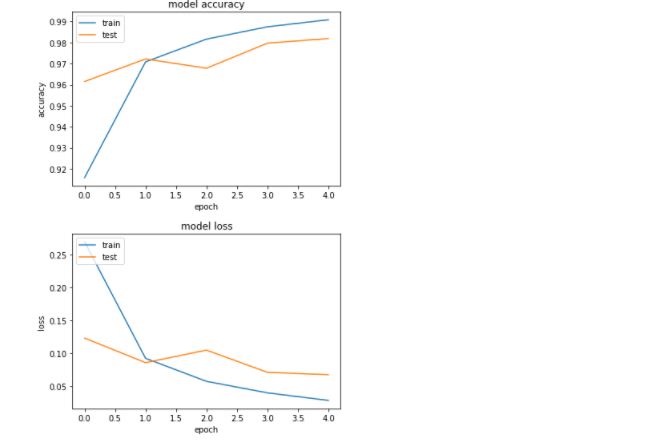 model accuracy
train
test
0.99
0.98
0.97
0.96
0.95
0.94
0.93
0.92
accuracy
0.0 0.5 1.0 1.5 2.0 2.5 3.0 3.5 4.0
epoch
model loss
train
test
0.25
0.20
0.15
0.10
0.05
loss
0.0 0.5 1.0 1.5 2.0 2.5 3.0 3.5 4.0
epoch